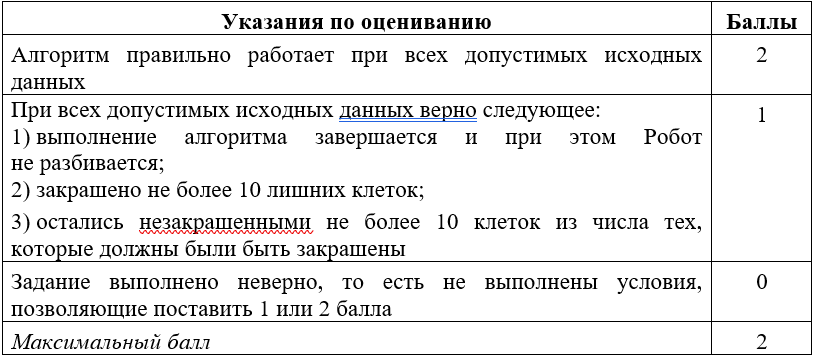 Указания по оцениванию Баллы
Алгоритм правильно работает при всех допустимых исходных 2
данных
При всех допустимых исходных данных верно следующее: 1
1) выполнение алгоритма завершается и при этом Робот
не разбивается;
2) закрашено не более 10 лишних клеток;
3) остались незакрашенными не более 10 клеток из числа тех,
которые должны были быть закрашены
Задание выполнено неверно, то есть не выполнены условия, 0
позволяющие поставить 1 или 2 балла
Максимальный балл 2